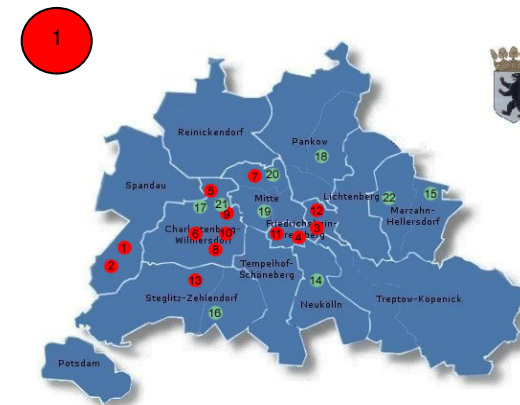 1
Reinickendorf
Pankow
18
7
20
5
Spandau
Mitte
Lichtenberg
22
15
17
21
9
19
12
Marzahn-
Hellersdorf
Charlottenburg-
Wilmersdorf
6
10
Friedrichshain-
Kreuzberg
3
11
4
1
8
2
Tempelhof-
Schöneberg
13
14
Steglitz-Zehlendorf
Neukölln
Treptow-Köpenick
16
Potsdam